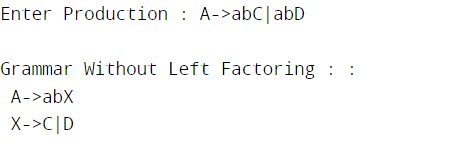 Enter Production : A->abC|abD
Grammar Without Left Factoring : :
A->abX
X->C|D